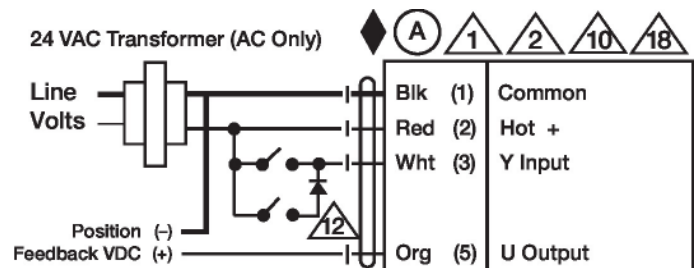 24 VAC Transformer (AC Only)
A 1 2 10 18
Line
Volts
Blk (1) Common
Red (2) Hot +
Wht (3) Y Input
12
Position (–)
Feedback VDC (+)
Org (5) U Output